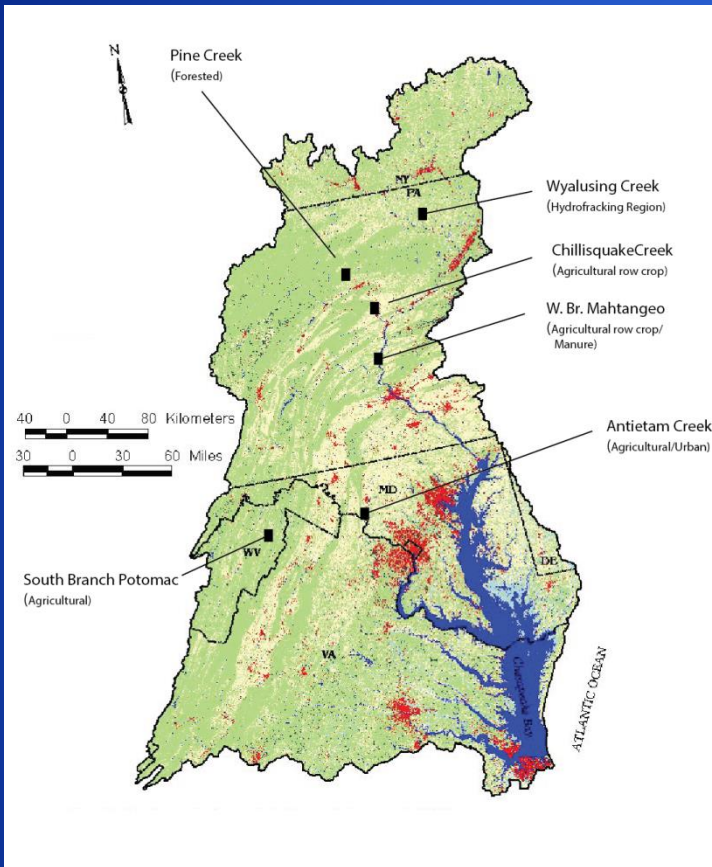 N
Pine Creek
(Forested)
NY
PA
Wyalusing Creek
(Hydrofracking Region)
ChillisquakeCreek
(Agricultural row crop)
W. Br. Mahtangeo
(Agricultural row crop/
Manure)
40 0 40 80 Kilometers
30 0 30 60 Miles
Antietam Creek
(Agricultural/Urban)
MD
WV
DE
South Branch Potomac
(Agricultural)
VA
Chesapeake Bay
ATLANTIC OCEAN